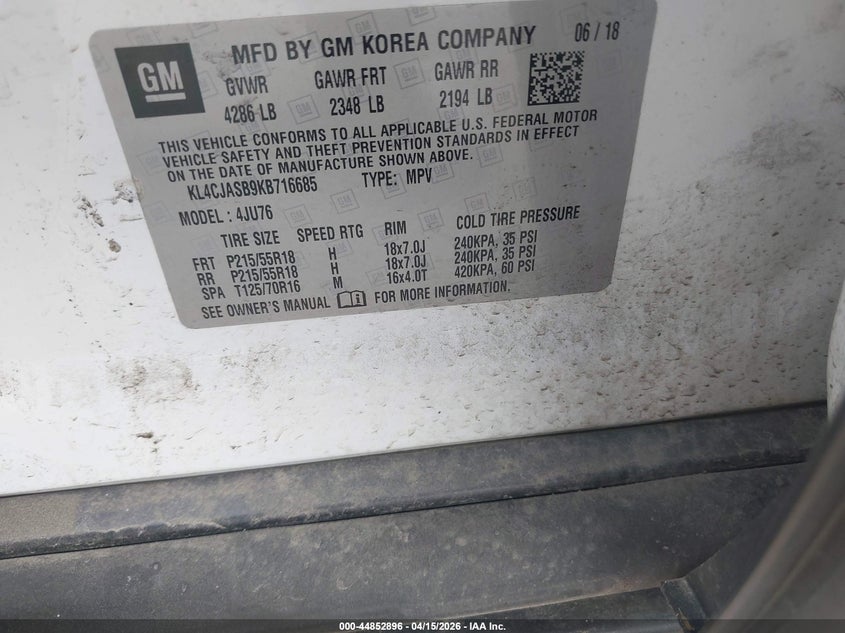 GM
MFD BY GM KOREA COMPANY 06 / 18
GVWR GAWR FRT GAWR RR
4286 LB 2348 LB 2194 LB
THIS VEHICLE CONFORMS TO ALL APPLICABLE U.S. FEDERAL MOTOR
VEHICLE SAFETY AND THEFT PREVENTION STANDARDS IN EFFECT
ON THE DATE OF MANUFACTURE SHOWN ABOVE.
KL4CJASB9KB716685 TYPE: MPV
MODEL : 4JU76
TIRE SIZE SPEED RTG RIM COLD TIRE PRESSURE
FRT P215/55R18 H 18x7.0J 240KPA, 35 PSI
RR P215/55R18 H 18x7.0J 240KPA, 35 PSI
SPA T125/70R16 M 16x4.0T 420KPA, 60 PSI
SEE OWNER'S MANUAL FOR MORE INFORMATION.
000-44852896 - 04/15/2026 - IAA Inc.